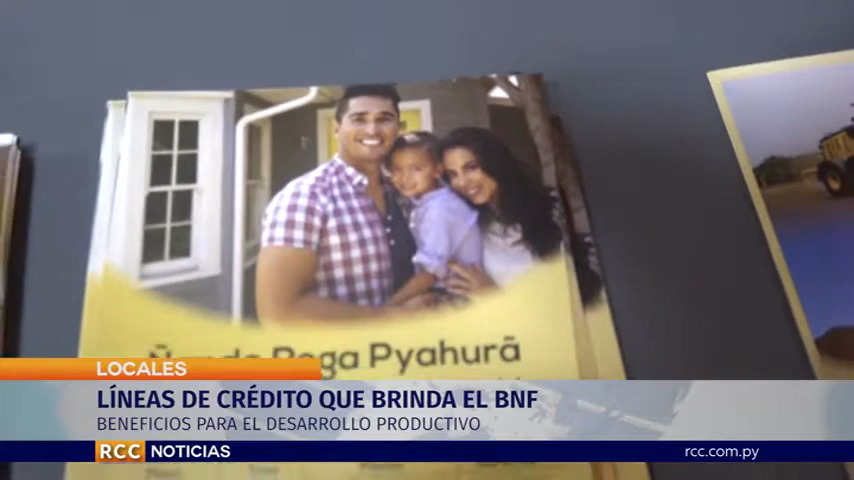 Roga Pyahurã
LOCALES
LÍNEAS DE CRÉDITO QUE BRINDA EL BNF
BENEFICIOS PARA EL DESARROLLO PRODUCTIVO
RCC NOTICIAS
rcc.com.py